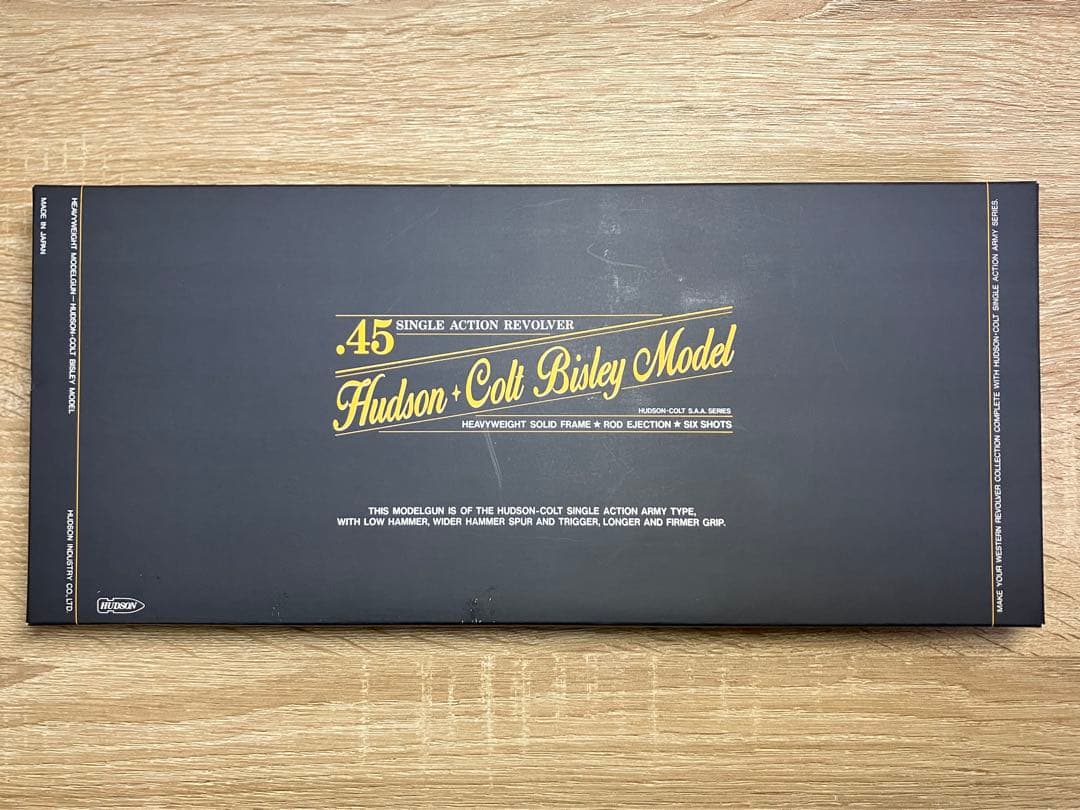 MADE IN JAPAN
HEAVYWEIGHT MODELGUN—HUDSON-COLT BISLEY MODEL
HUDSON INDUSTRY CO.,LTD.
.45 SINGLE ACTION REVOLVER
Hudson Colt Bisley Model
HUDSON-COLT S.A.A. SERIES
HEAVYWEIGHT SOLID FRAME ★ ROD EJECTION ★ SIX SHOTS
THIS MODELGUN IS OF THE HUDSON-COLT SINGLE ACTION ARMY TYPE,
WITH LOW HAMMER, WIDER HAMMER SPUR AND TRIGGER, LONGER AND FIRMER GRIP.
HUDSON
MAKE YOUR WESTERN REVOLVER COLLECTION COMPLETE WITH HUDSON-COLT SINGLE ACTION ARMY SERIES.